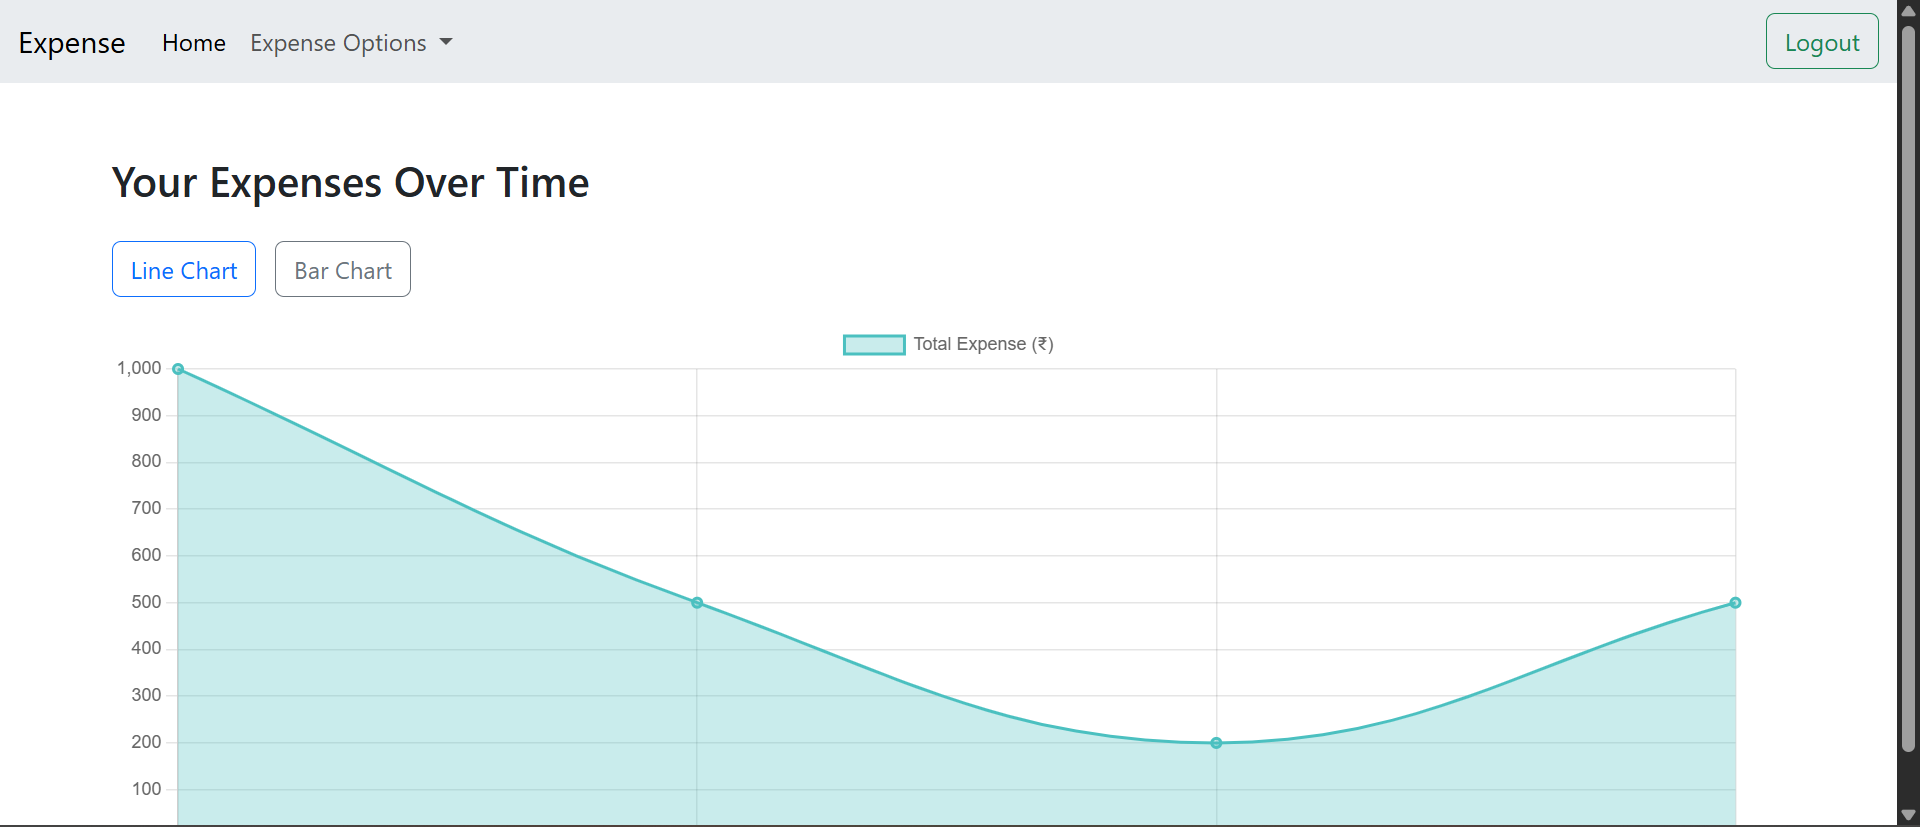 Expense Home Expense Options Logout
Your Expenses Over Time
Line Chart Bar Chart
Total Expense (₹)
1,000
900
800
700
600
500
400
300
200
100